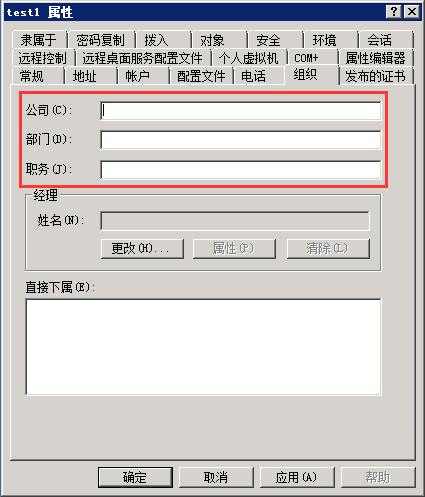 test1 属性
隶属于 密码复制 拨入 对象 安全 环境 会话
远程控制 远程桌面服务配置文件 个人虚拟机 COM+ 属性编辑器
常规 地址 帐户 配置文件 电话 组织 发布的证书
公司(C):
部门(D):
职务(J):
经理
姓名(N):
更改(H)... 属性(P) 清除(L)
直接下属(E):
确定 取消 应用(A) 帮助